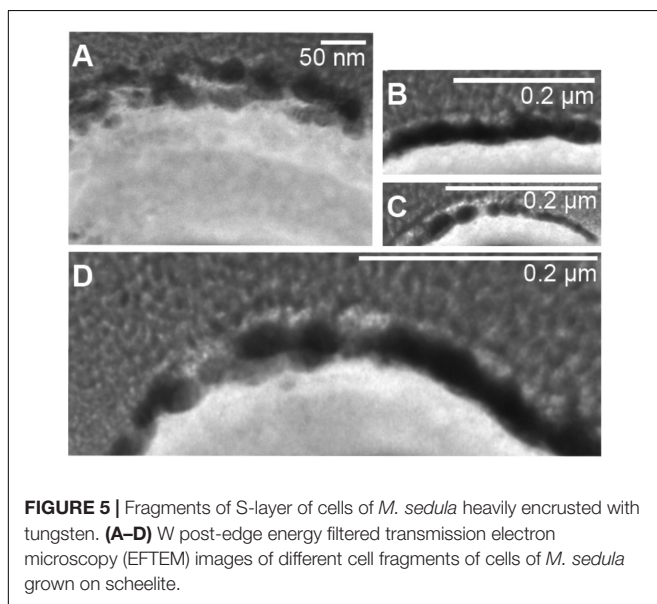 A
50 nm
B
0.2 µm
C
0.2 µm
D
0.2 µm
FIGURE 5 | Fragments of S-layer of cells of M. sedula heavily encrusted with
tungsten. (A–D) W post-edge energy filtered transmission electron
microscopy (EFTEM) images of different cell fragments of cells of M. sedula
grown on scheelite.